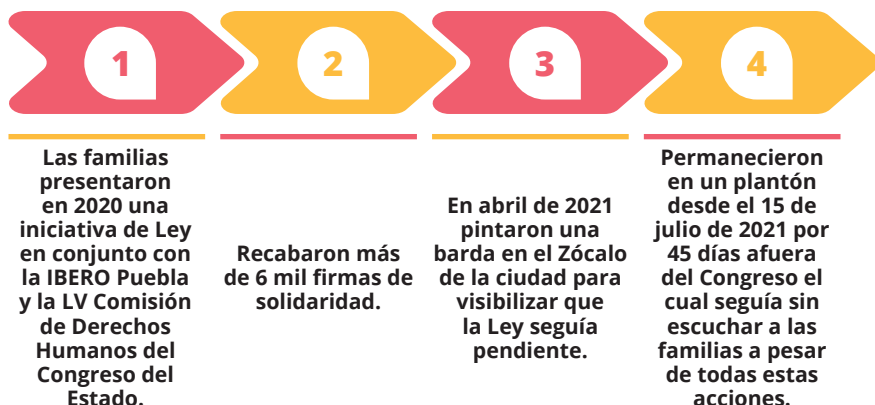 1
2
3
4
Las familias
presentaron
en 2020 una
iniciativa de Ley
en conjunto con
la IBERO Puebla
y la LV Comisión
de Derechos
Humanos del
Congreso del
Estado.
Recabaron más
de 6 mil firmas de
solidaridad.
En abril de 2021
pintaron una
barda en el Zócalo
de la ciudad para
visibilizar que
la Ley seguía
pendiente.
Permanecieron
en un plantón
desde el 15 de
julio de 2021 por
45 días afuera
del Congreso el
cual seguía sin
escuchar a las
familias a pesar
de todas estas
acciones.